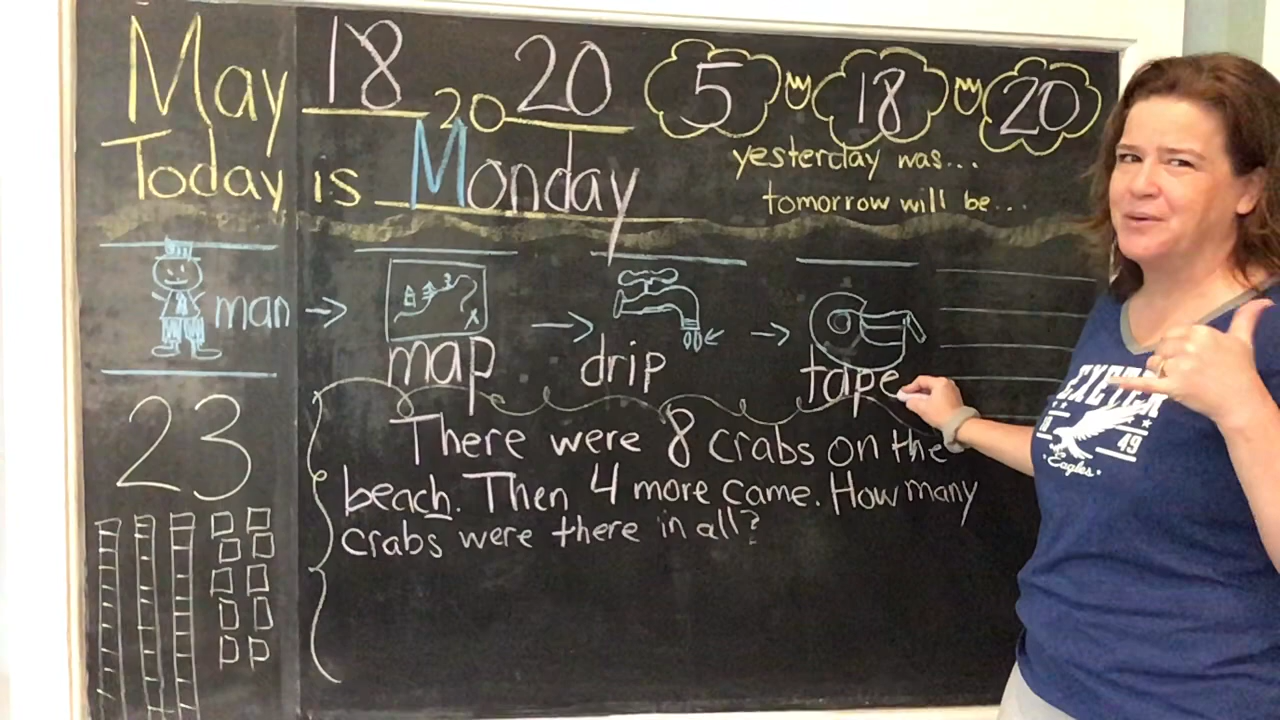 May 18 20 20 5 18 20
Today is Monday
yesterday was...
tomorrow will be...
man map drip tape
23
There were 8 crabs on the
beach. Then 4 more came. How many
crabs were there in all?
EXETER
18 49
Eagles